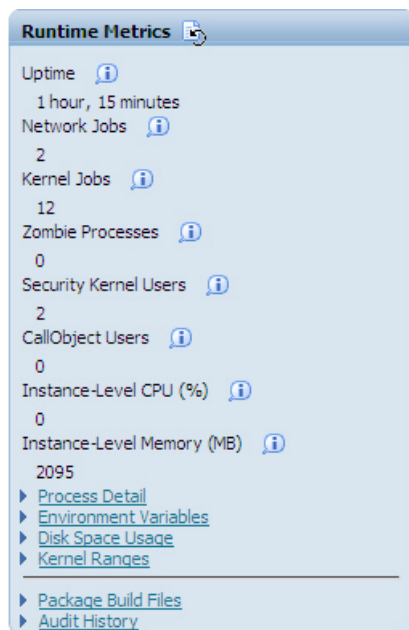 Runtime Metrics
Uptime
1 hour, 15 minutes
Network Jobs
2
Kernel Jobs
12
Zombie Processes
0
Security Kernel Users
2
CallObject Users
0
Instance-Level CPU (%)
0
Instance-Level Memory (MB)
2095
Process Detail
Environment Variables
Disk Space Usage
Kernel Ranges
Package Build Files
Audit History